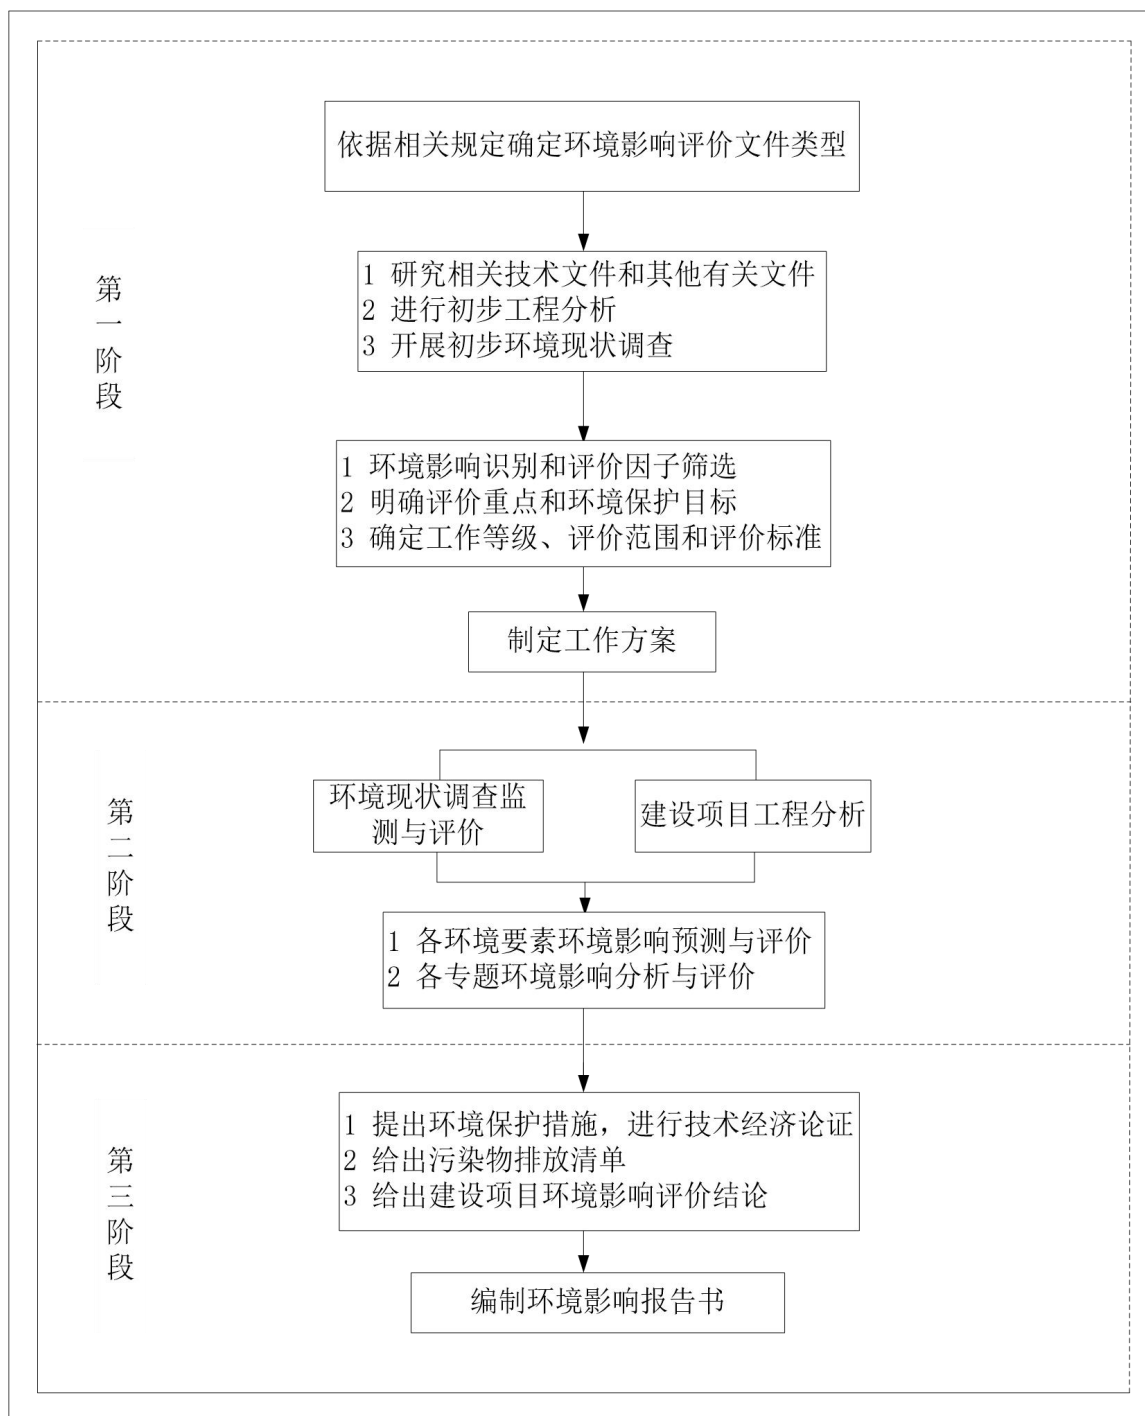 依据相关规定确定环境影响评价文件类型
第一阶段
1 研究相关技术文件和其他有关文件
2 进行初步工程分析
3 开展初步环境现状调查
1 环境影响识别和评价因子筛选
2 明确评价重点和环境保护目标
3 确定工作等级、评价范围和评价标准
制定工作方案
第二阶段
环境现状调查监
测与评价
建设项目工程分析
1 各环境要素环境影响预测与评价
2 各专题环境影响分析与评价
第三阶段
1 提出环境保护措施，进行技术经济论证
2 给出污染物排放清单
3 给出建设项目环境影响评价结论
编制环境影响报告书